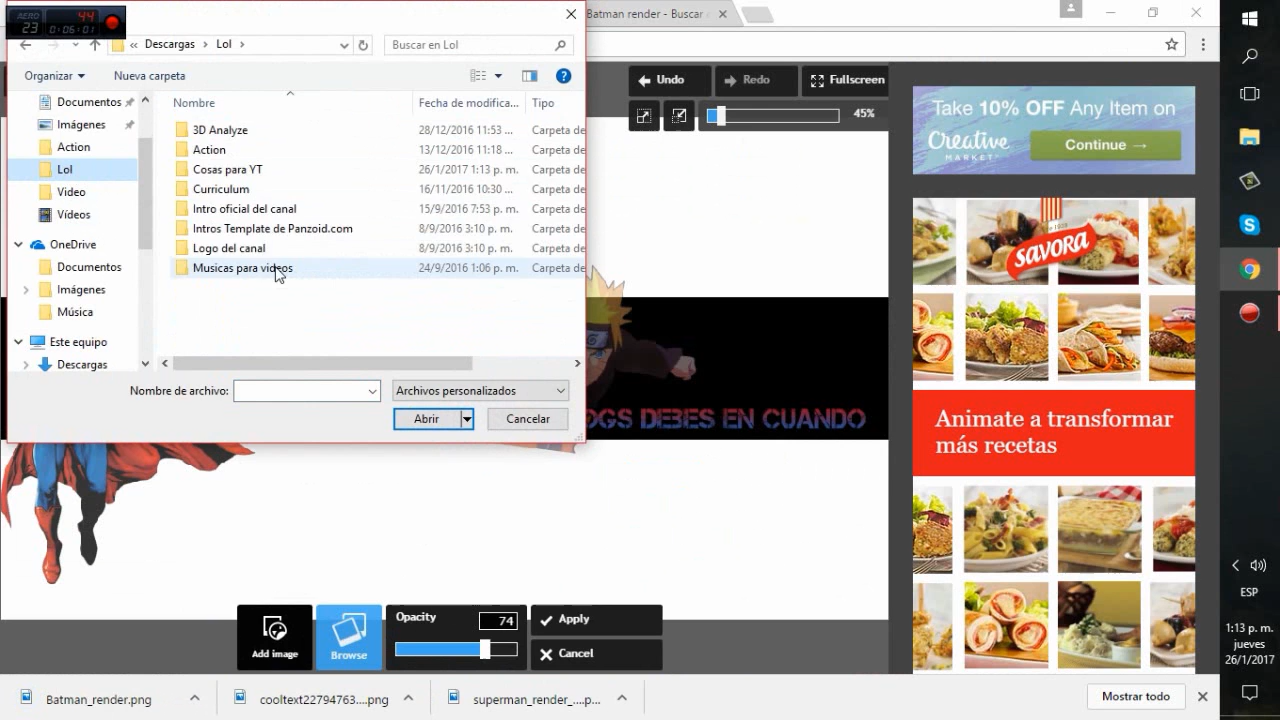 AERO
23
44
0:06:01
Batman render - Buscar
« Descargas › Lol ›
Buscar en Lol
Organizar
Nueva carpeta
Nombre
Fecha de modifica...
Tipo
Documentos
Imágenes
Action
Lol
Video
Vídeos
OneDrive
Documentos
Imágenes
Música
Este equipo
Descargas
3D Analyze 28/12/2016 11:53 ... Carpeta de
Action 13/12/2016 11:18 ... Carpeta de
Cosas para YT 26/1/2017 1:13 p. m. Carpeta de
Curriculum 16/11/2016 10:30 ... Carpeta de
Intro oficial del canal 15/9/2016 7:53 p. m. Carpeta de
Intros Template de Panzoid.com 8/9/2016 3:10 p. m. Carpeta de
Logo del canal 8/9/2016 3:10 p. m. Carpeta de
Musicas para videos 24/9/2016 1:06 p. m. Carpeta de
Nombre de archivo:
Archivos personalizados
Abrir
Cancelar
Undo
Redo
Fullscreen
45%
OGS DEBES EN CUANDO
Take 10% OFF Any Item on
Creative
MARKET
Continue →
SAVORA
Animate a transformar
más recetas
Add image
Browse
Opacity
74
Apply
Cancel
Batman_render.png
cooltext22794763....png
superman_render_....p...
Mostrar todo
ESP
1:13 p. m.
jueves
26/1/2017